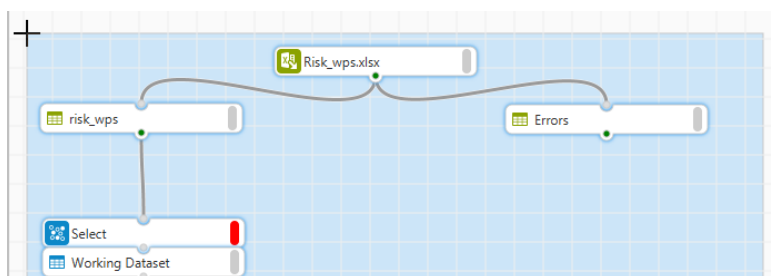 Risk_wps.xlsx
risk_wps
Errors
Select
Working Dataset